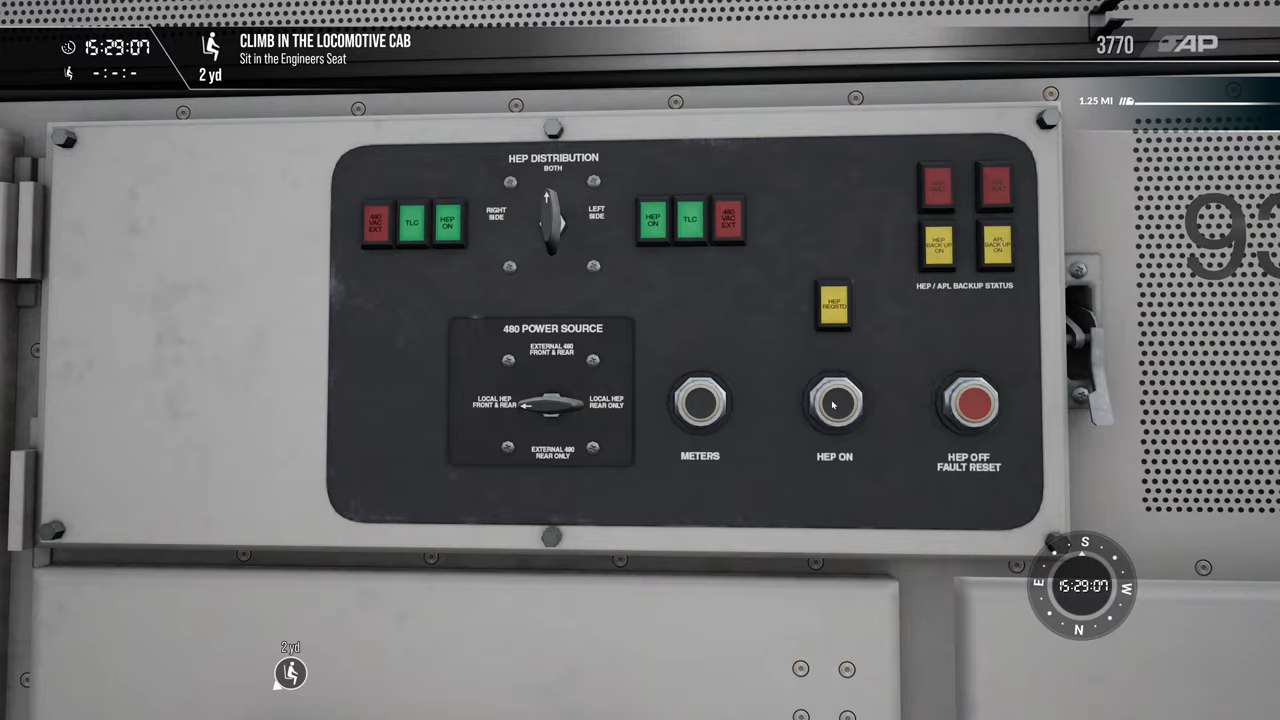 15:29:07
-:-:-
2 yd
CLIMB IN THE LOCOMOTIVE CAB
Sit in the Engineers Seat
3770
AP
1.25 MI
HEP DISTRIBUTION
BOTH
RIGHT
SIDE
LEFT
SIDE
480
VAC
EXT
TLC
HEP
ON
HEP
ON
TLC
480
VAC
EXT
HEP
BACK UP
ON
APL
BACK UP
ON
HEP / APL BACKUP STATUS
HEP
REQSTD
480 POWER SOURCE
EXTERNAL 480
FRONT & REAR
LOCAL HEP
FRONT & REAR
LOCAL HEP
REAR ONLY
EXTERNAL 480
REAR ONLY
METERS
HEP ON
HEP OFF
FAULT RESET
93
S
E
W
N
15:29:07
2 yd